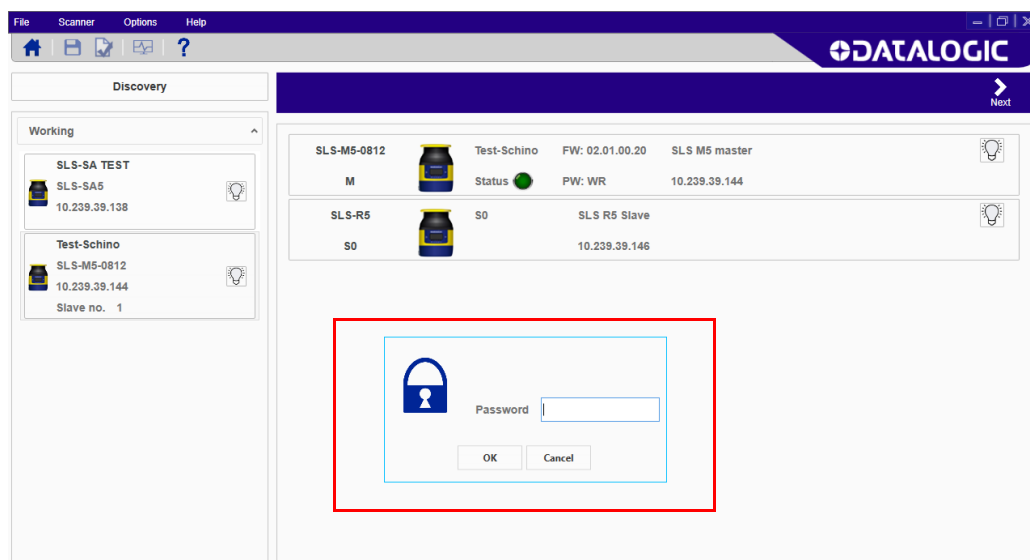 File Scanner Options Help
? DATALOGIC
Discovery
Next
Working
SLS-SA TEST
SLS-SA5
10.239.39.138
Test-Schino
SLS-M5-0812
10.239.39.144
Slave no. 1
SLS-M5-0812 Test-Schino FW: 02.01.00.20 SLS M5 master
M Status PW: WR 10.239.39.144
SLS-R5 S0 SLS R5 Slave
S0 10.239.39.146
Password
OK Cancel